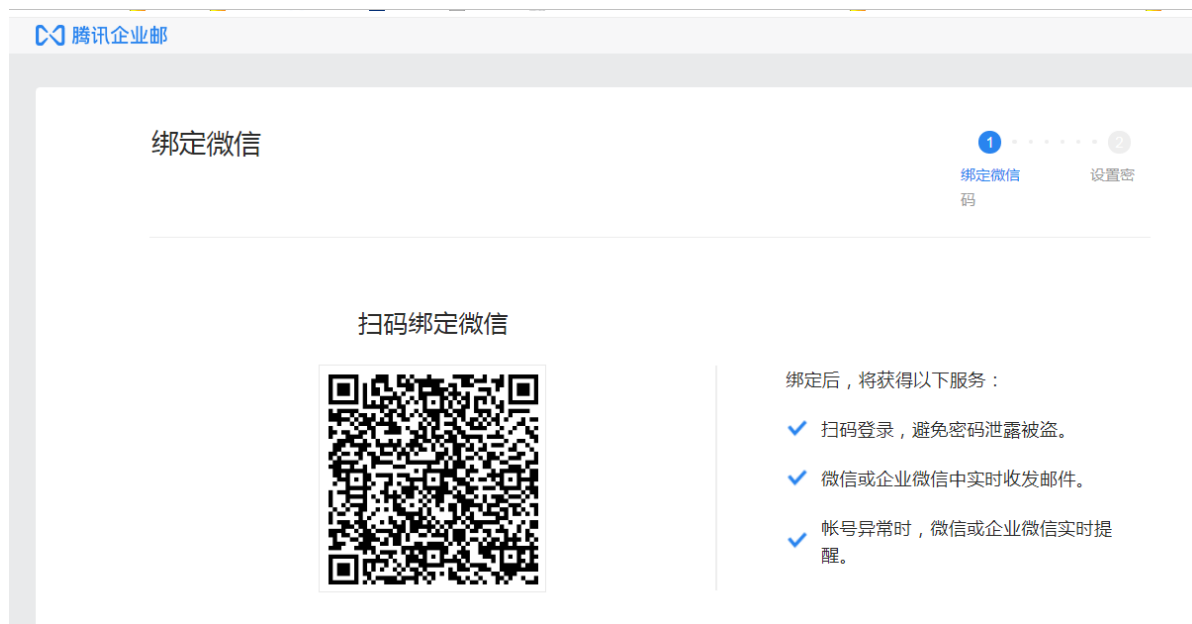 腾讯企业邮
绑定微信
1
2
绑定微信
设置密
码
扫码绑定微信
绑定后，将获得以下服务：
扫码登录，避免密码泄露被盗。
微信或企业微信中实时收发邮件。
帐号异常时，微信或企业微信实时提
醒。